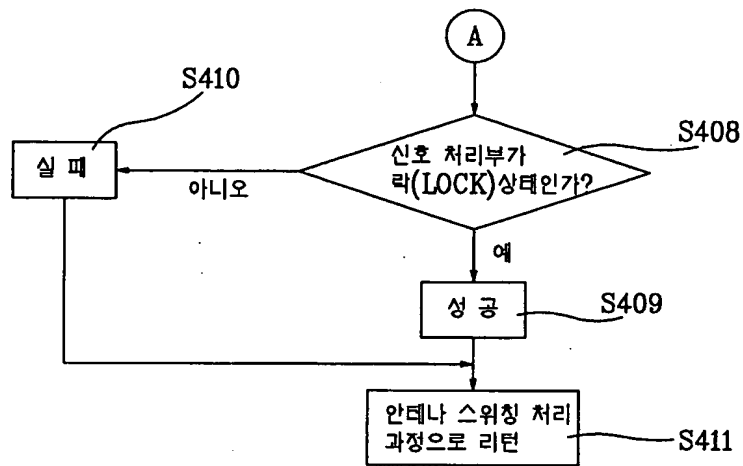 A
S410
S408
신호 처리부가
락(LOCK)상태인가?
실 패
아니오
예
성 공
S409
안테나 스위칭 처리
과정으로 리턴
S411